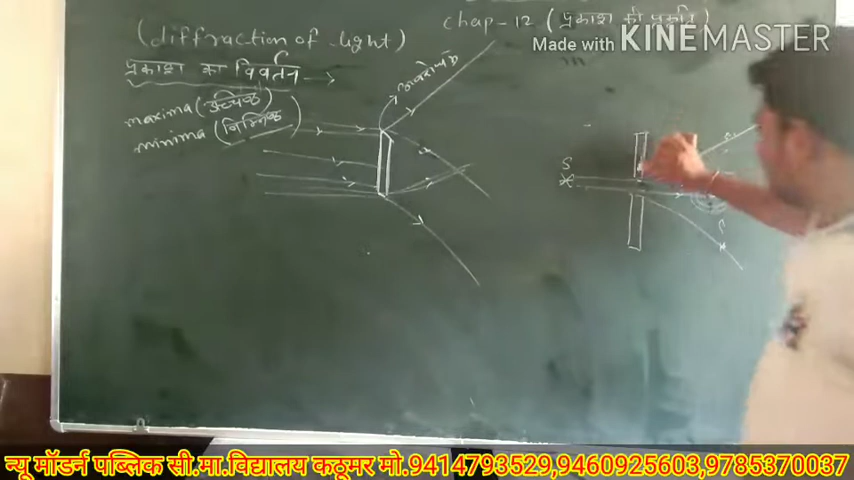 chap-12 (प्रकाश की प्रकृति)
(diffraction of light)
Made with KINEMASTER
प्रकाश का विवर्तन →
maxima (उच्चिष्ठ)
minima (निम्निष्ठ)
अवरोध
S
न्यू मॉडर्न पब्लिक सी.मा.विद्यालय कठूमर मो.9414793529,9460925603,9785370037